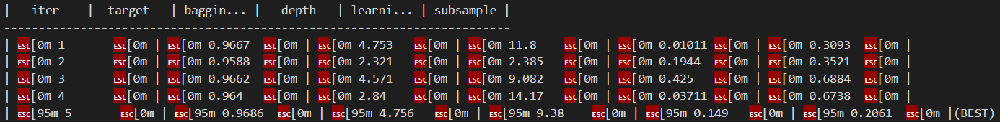 |   iter    |  target   | baggin... |   depth   | learni... | subsample |
-------------------------------------------------------------------------
| ESC[0m 1       ESC[0m | ESC[0m 0.9667  ESC[0m | ESC[0m 4.753   ESC[0m | ESC[0m 11.8    ESC[0m | ESC[0m 0.01011 ESC[0m | ESC[0m 0.3093  ESC[0m |
| ESC[0m 2       ESC[0m | ESC[0m 0.9588  ESC[0m | ESC[0m 2.321   ESC[0m | ESC[0m 2.385   ESC[0m | ESC[0m 0.1944  ESC[0m | ESC[0m 0.3521  ESC[0m |
| ESC[0m 3       ESC[0m | ESC[0m 0.9662  ESC[0m | ESC[0m 4.571   ESC[0m | ESC[0m 9.082   ESC[0m | ESC[0m 0.425   ESC[0m | ESC[0m 0.6884  ESC[0m |
| ESC[0m 4       ESC[0m | ESC[0m 0.964   ESC[0m | ESC[0m 2.84    ESC[0m | ESC[0m 14.17   ESC[0m | ESC[0m 0.03711 ESC[0m | ESC[0m 0.6738  ESC[0m |
| ESC[95m 5       ESC[0m | ESC[95m 0.9686  ESC[0m | ESC[95m 4.756   ESC[0m | ESC[95m 9.38    ESC[0m | ESC[95m 0.149   ESC[0m | ESC[95m 0.2061  ESC[0m |(BEST)